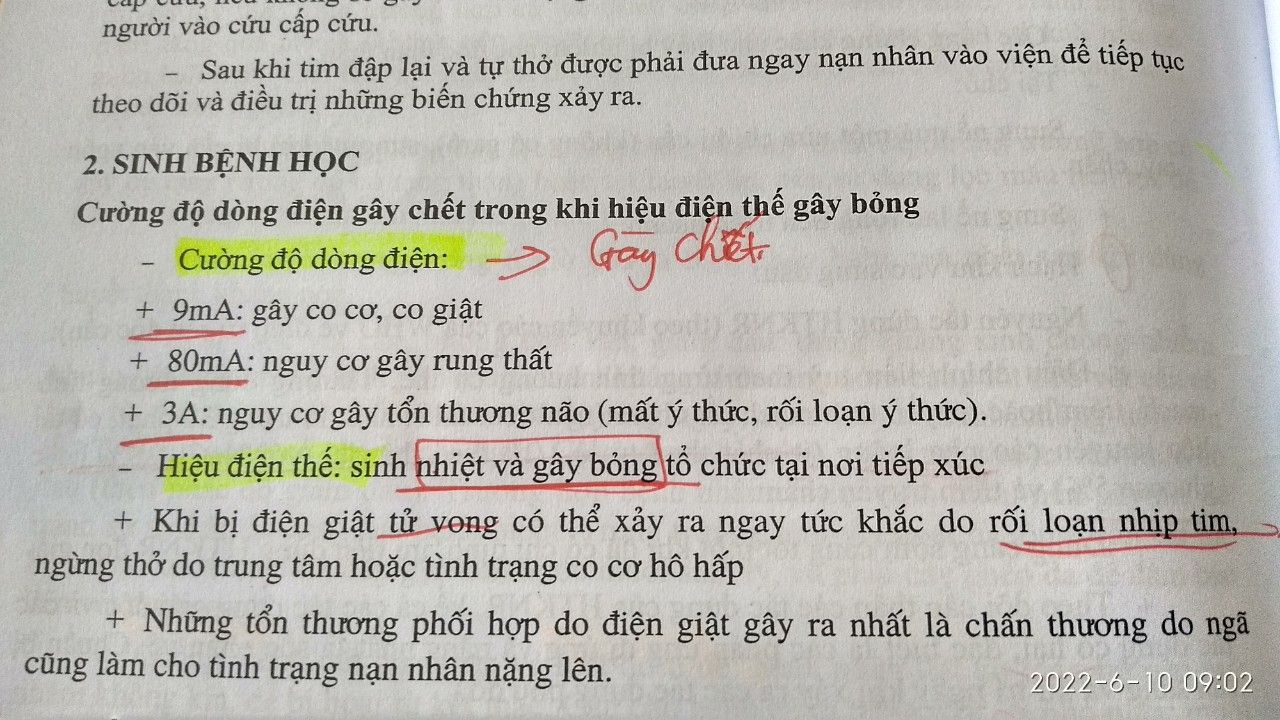 người vào cứu cấp cứu.
– Sau khi tim đập lại và tự thở được phải đưa ngay nạn nhân vào viện để tiếp tục
theo dõi và điều trị những biến chứng xảy ra.
2. SINH BỆNH HỌC
Cường độ dòng điện gây chết trong khi hiệu điện thế gây bỏng
– Cường độ dòng điện: → Gây chết.
+ 9mA: gây co cơ, co giật
+ 80mA: nguy cơ gây rung thất
+ 3A: nguy cơ gây tổn thương não (mất ý thức, rối loạn ý thức).
– Hiệu điện thế: sinh nhiệt và gây bỏng tổ chức tại nơi tiếp xúc
+ Khi bị điện giật tử vong có thể xảy ra ngay tức khắc do rối loạn nhịp tim,
ngừng thở do trung tâm hoặc tình trạng co cơ hô hấp
+ Những tổn thương phối hợp do điện giật gây ra nhất là chấn thương do ngã
cũng làm cho tình trạng nạn nhân nặng lên.
2022-6-10 09:02